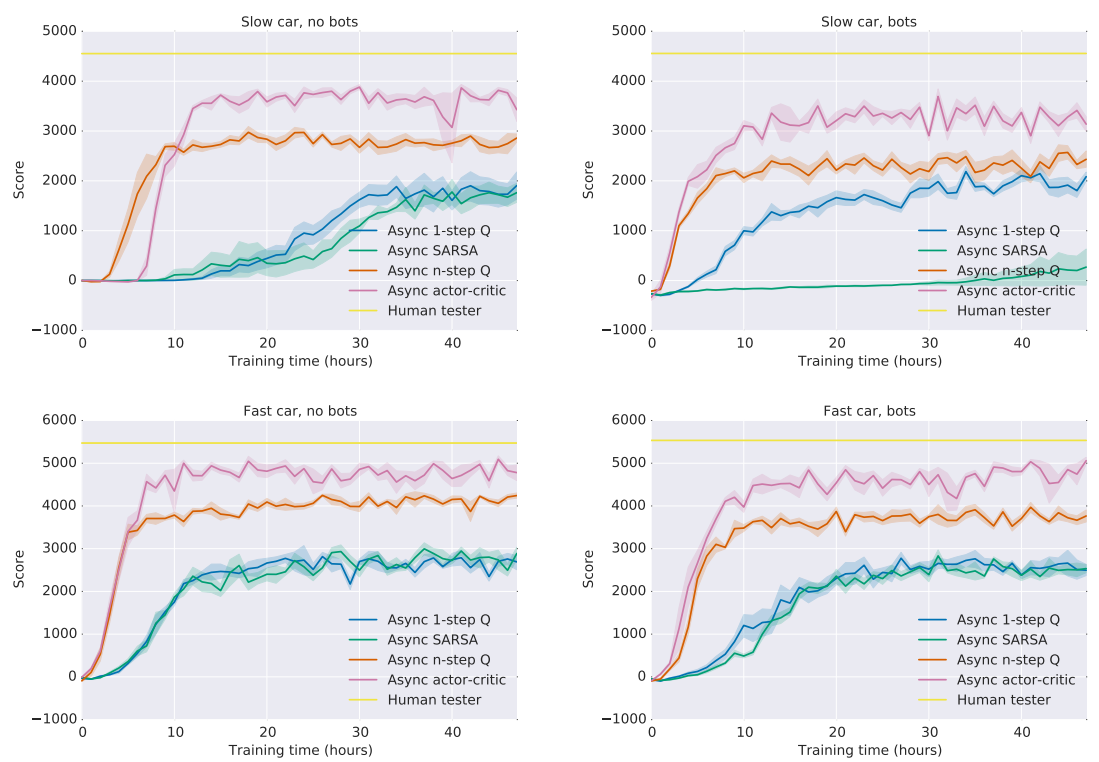 Slow car, no bots
5000
4000
3000
2000
1000
0
−1000
Score
Async 1-step Q
Async SARSA
Async n-step Q
Async actor-critic
Human tester
0 10 20 30 40
Training time (hours)
Slow car, bots
5000
4000
3000
2000
1000
0
−1000
Score
Async 1-step Q
Async SARSA
Async n-step Q
Async actor-critic
Human tester
0 10 20 30 40
Training time (hours)
Fast car, no bots
6000
5000
4000
3000
2000
1000
0
−1000
Score
Async 1-step Q
Async SARSA
Async n-step Q
Async actor-critic
Human tester
0 10 20 30 40
Training time (hours)
Fast car, bots
6000
5000
4000
3000
2000
1000
0
−1000
Score
Async 1-step Q
Async SARSA
Async n-step Q
Async actor-critic
Human tester
0 10 20 30 40
Training time (hours)